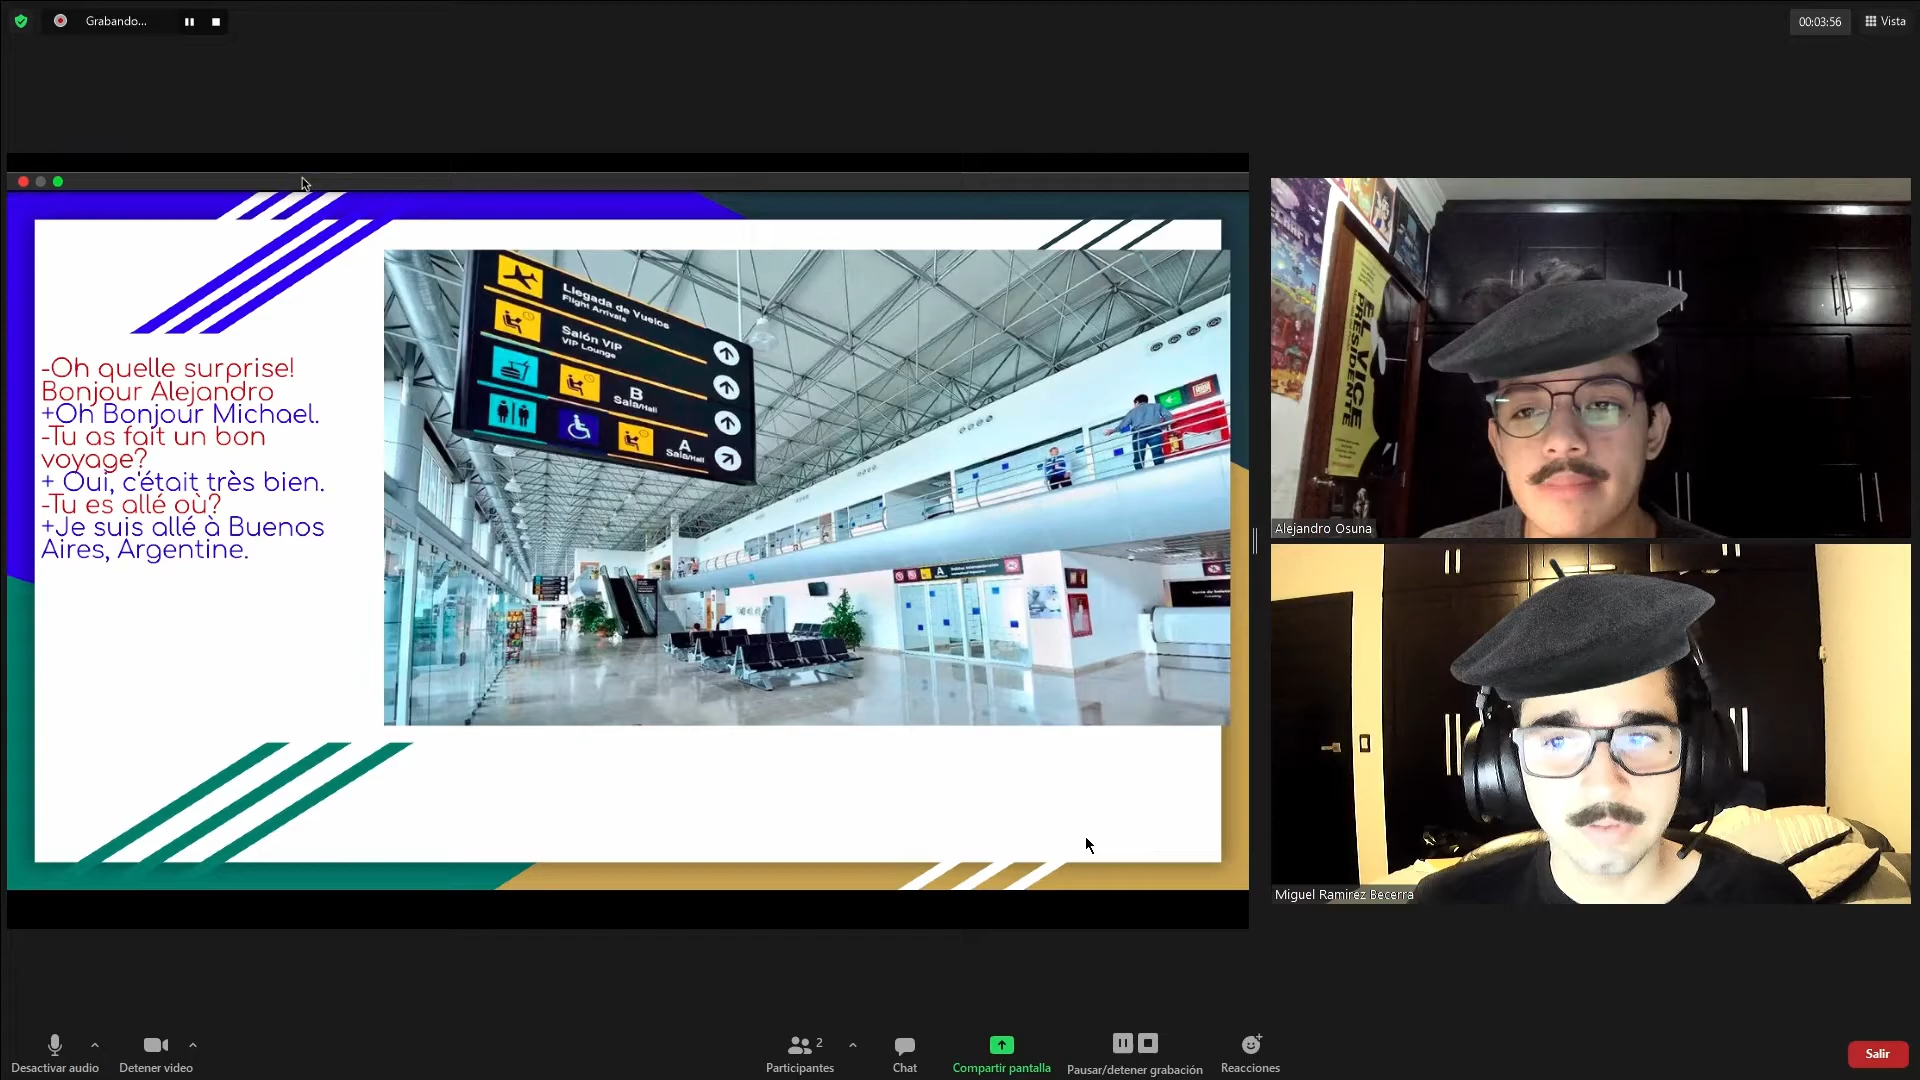 Grabando...
00:03:56
Vista
-Oh quelle surprise!
Bonjour Alejandro
+Oh Bonjour Michael.
-Tu as fait un bon
voyage?
+ Oui, c'était très bien.
-Tu es allé où?
+Je suis allé à Buenos
Aires, Argentine.
Llegada de Vuelos
Flight Arrivals
Salón VIP
VIP Lounge
B
Sala/Hall
A
Sala/Hall
A
EL VICE
PRESIDENTE
Alejandro Osuna
Miguel Ramirez Becerra
Desactivar audio
Detener video
2
Participantes
Chat
Compartir pantalla
Pausar/detener grabación
Reacciones
Salir